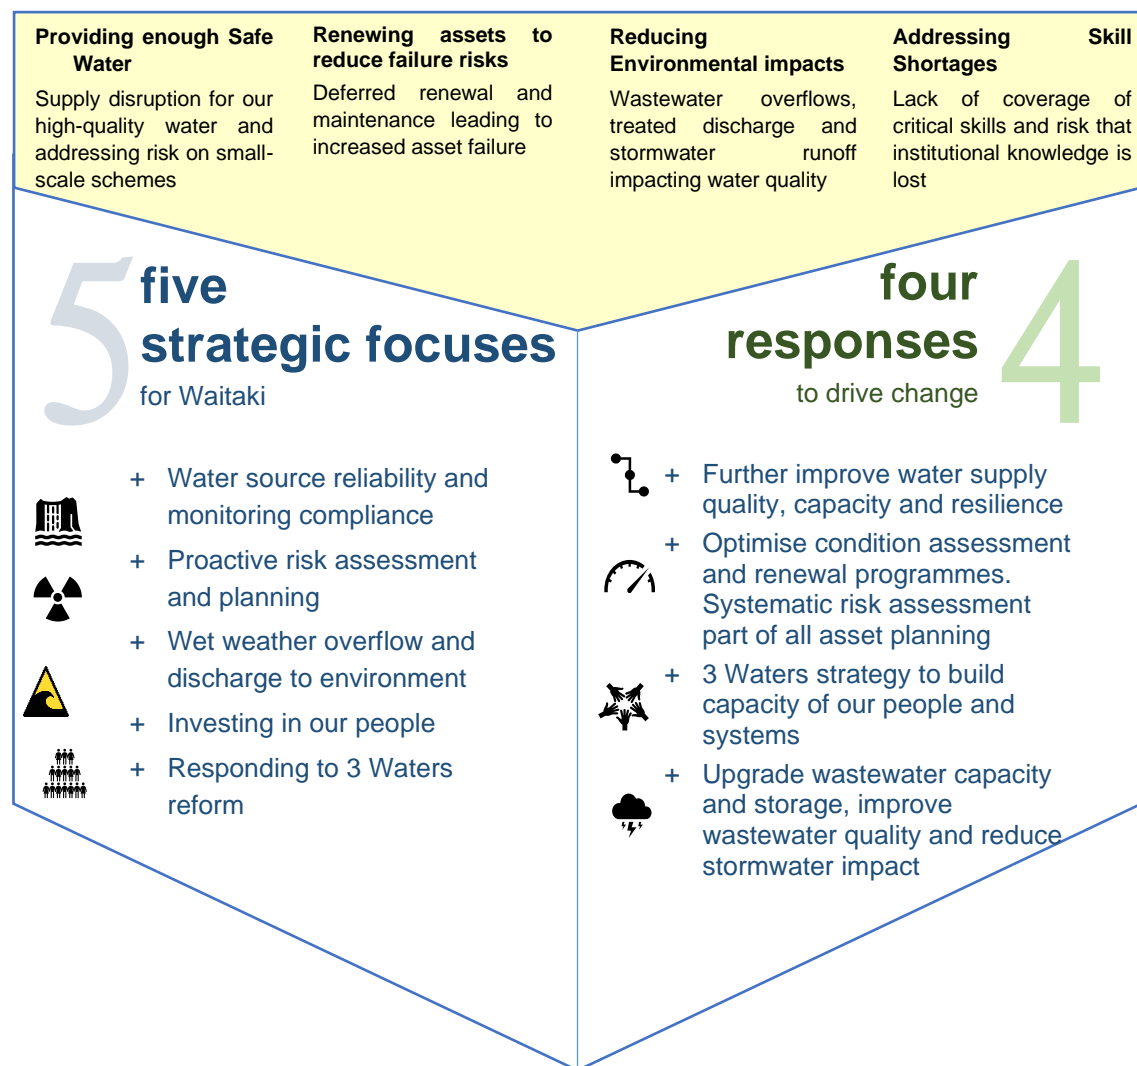 Providing enough Safe
Water
Supply disruption for our
high-quality water and
addressing risk on small-
scale schemes
Renewing assets to
reduce failure risks
Deferred renewal and
maintenance leading to
increased asset failure
Reducing
Environmental impacts
Wastewater overflows,
treated discharge and
stormwater runoff
impacting water quality
Addressing Skill
Shortages
Lack of coverage of
critical skills and risk that
institutional knowledge is
lost
5
five
strategic focuses
for Waitaki
+ Water source reliability and
monitoring compliance
+ Proactive risk assessment
and planning
+ Wet weather overflow and
discharge to environment
+ Investing in our people
+ Responding to 3 Waters
reform
four
responses
to drive change
4
+ Further improve water supply
quality, capacity and resilience
+ Optimise condition assessment
and renewal programmes.
Systematic risk assessment
part of all asset planning
+ 3 Waters strategy to build
capacity of our people and
systems
+ Upgrade wastewater capacity
and storage, improve
wastewater quality and reduce
stormwater impact